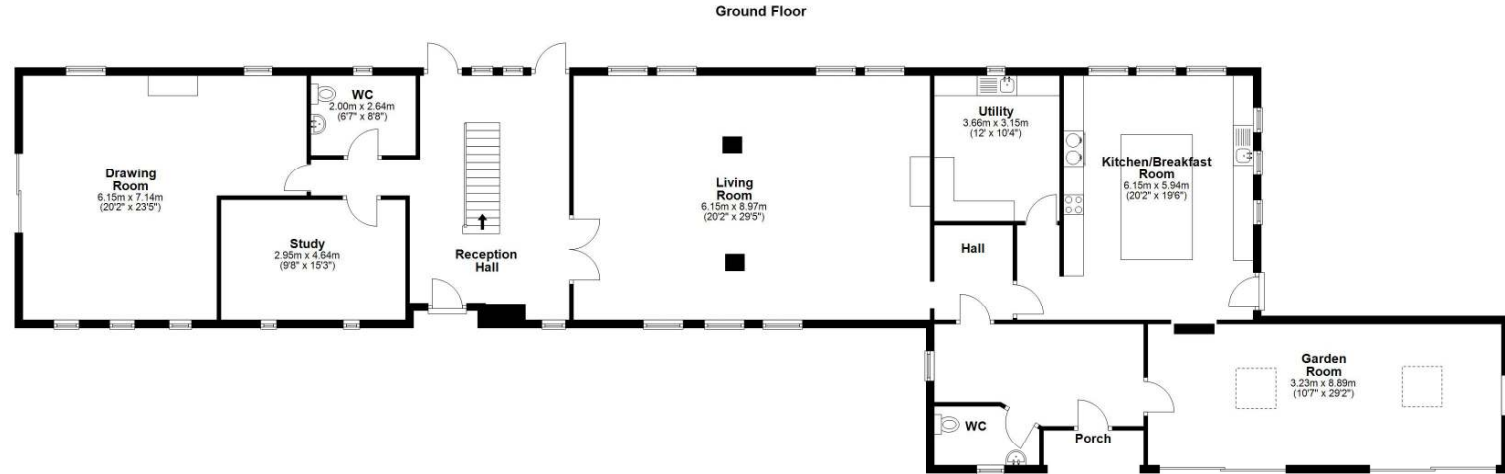 Ground Floor
WC
2.00m x 2.64m
(6'7" x 8'8")
Drawing
Room
6.15m x 7.14m
(20'2" x 23'5")
Study
2.95m x 4.64m
(9'8" x 15'3")
Reception
Hall
Living
Room
6.15m x 8.97m
(20'2" x 29'5")
Utility
3.66m x 3.15m
(12' x 10'4")
Kitchen/Breakfast
Room
6.15m x 5.94m
(20'2" x 19'6")
Hall
Garden
Room
3.23m x 8.89m
(10'7" x 29'2")
WC
Porch